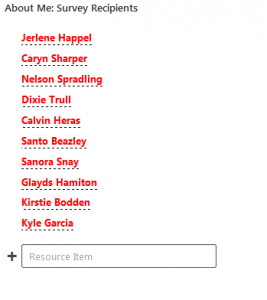 About Me: Survey Recipients
Jerlene Happel
Caryn Sharper
Nelson Spradling
Dixie Trull
Calvin Heras
Santo Beazley
Sanora Snay
Glayds Hamiton
Kirstie Bodden
Kyle Garcia
+ Resource Item